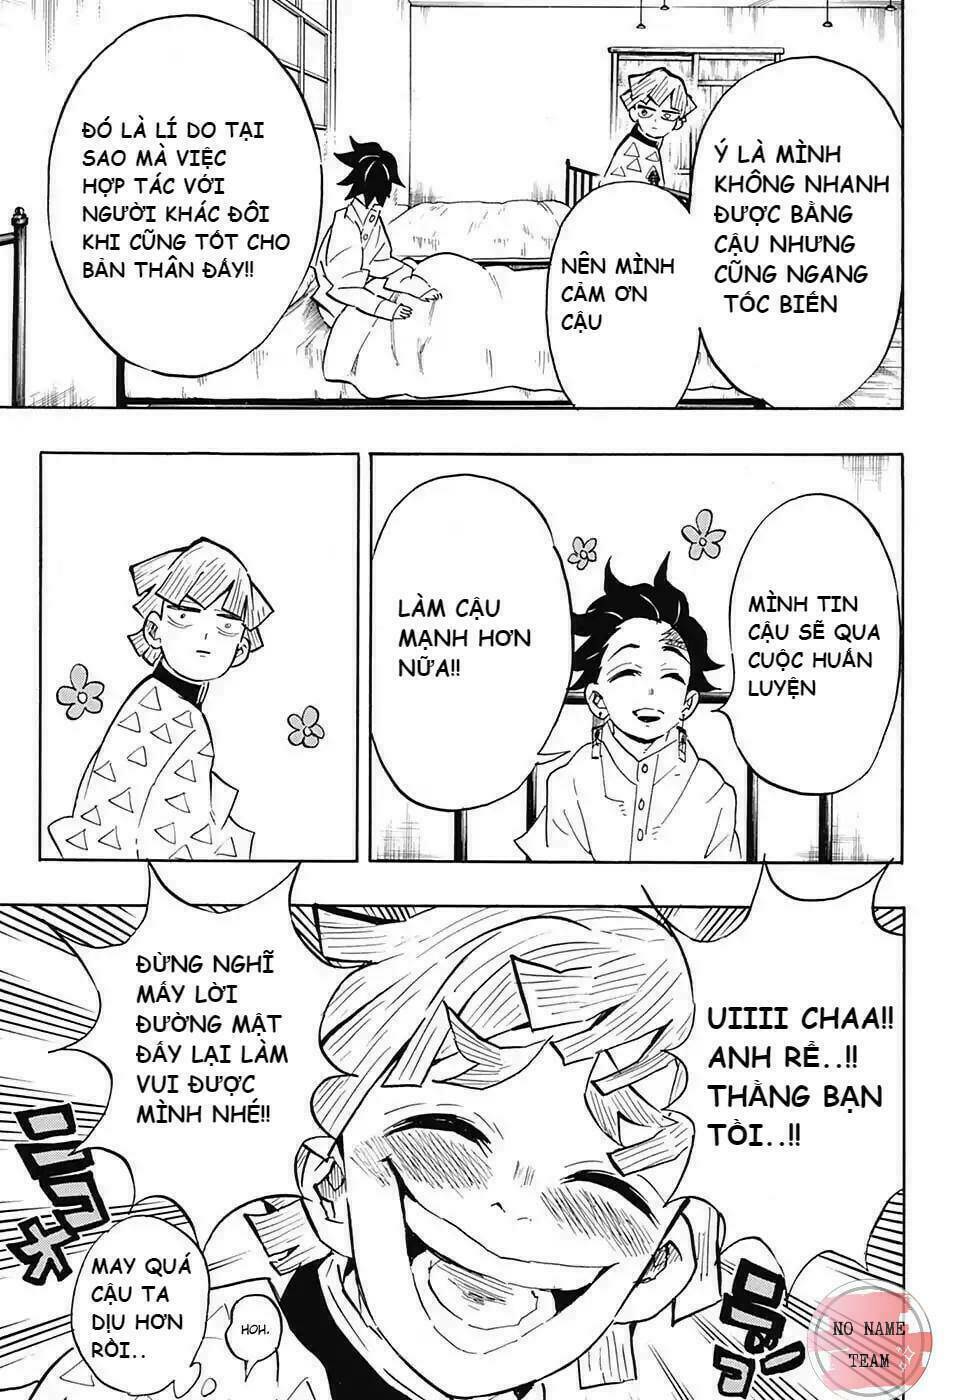 Ý LÀ MÌNH
KHÔNG NHANH
ĐƯỢC BẰNG
CẬU NHƯNG
CŨNG NGANG
TỐC BIẾN
NÊN MÌNH
CẢM ƠN
CẬU
ĐÓ LÀ LÍ DO TẠI
SAO MÀ VIỆC
HỢP TÁC VỚI
NGƯỜI KHÁC ĐÔI
KHI CŨNG TỐT CHO
BẢN THÂN ĐẤY!!
MÌNH TIN
CẬU SẼ QUA
CUỘC HUẤN
LUYỆN
LÀM CẬU
MẠNH HƠN
NỮA!!
UIIII CHAA!!
ANH RỂ..!!
THẰNG BẠN
TỒI..!!
ĐỪNG NGHĨ
MẤY LỜI
ĐƯỜNG MẬT
ĐẤY LẠI LÀM
VUI ĐƯỢC
MÌNH NHÉ!!
HOH.
MAY QUÁ
CẬU TA
DỊU HƠN
RỒI..
NO NAME
TEAM